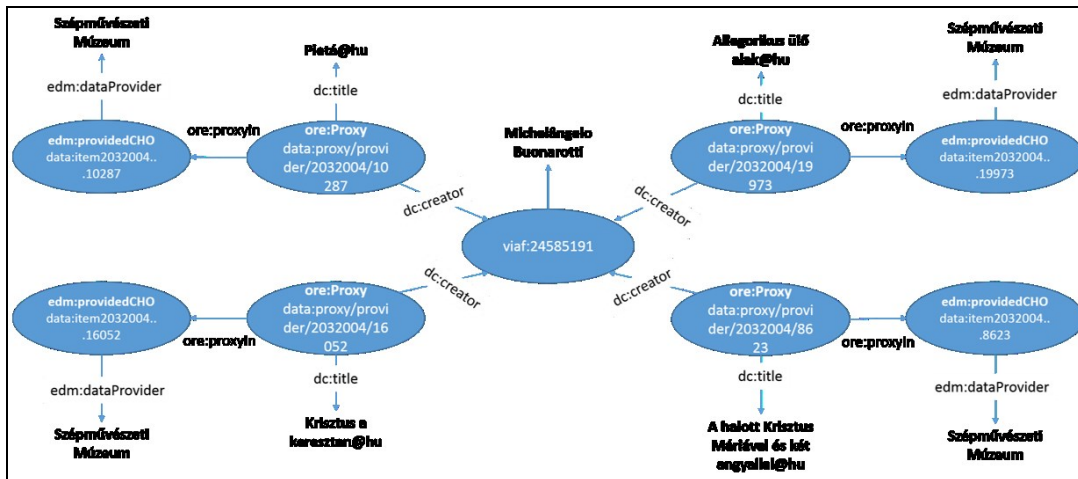 Szépművészeti
Múzeum
edm:dataProvider
edm:providedCHO
data:item2032004..
.10287
ore:proxyIn
Pietá@hu
dc:title
ore:Proxy
data:proxy/provi
der/2032004/10
287
dc:creator
Michelángelo
Buonarotti
viaf:24585191
Allegorikus ülő
alak@hu
dc:title
ore:Proxy
data:proxy/provi
der/2032004/19
973
dc:creator
ore:proxyIn
Szépművészeti
Múzeum
edm:dataProvider
edm:providedCHO
data:item2032004..
.19973
edm:providedCHO
data:item2032004..
.16052
ore:proxyIn
edm:dataProvider
Szépművészeti
Múzeum
dc:creator
ore:Proxy
data:proxy/provi
der/2032004/16
052
dc:title
Krisztus a
keresztan@hu
dc:creator
ore:Proxy
data:proxy/provi
der/2032004/86
23
dc:title
A halott Krisztus
Máriával és két
angyallal@hu
ore:proxyIn
edm:providedCHO
data:item2032004..
.8623
edm:dataProvider
Szépművészeti
Múzeum